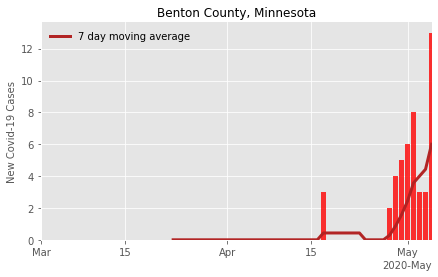 Benton County, Minnesota
7 day moving average
New Covid-19 Cases
12
10
8
6
4
2
0
Mar
15
Apr
15
May
2020-May